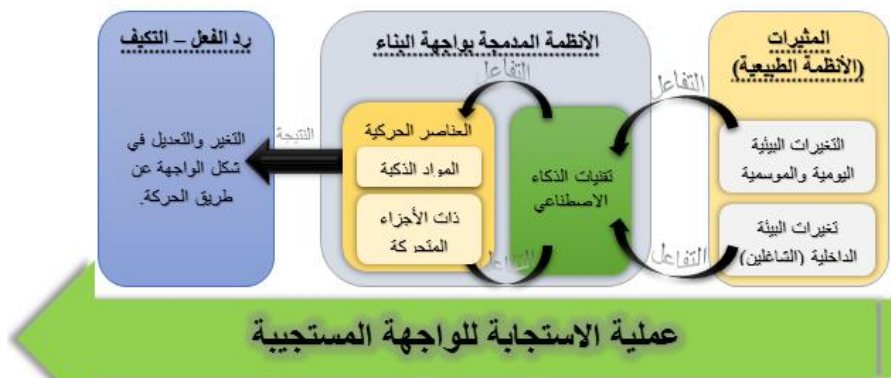 المثيرات
(الأنظمة الطبيعية)
التغيرات البيئية
اليومية والموسمية
تغيرات البيئة
الداخلية (الشاغلين)
التفاعل
التفاعل
الأنظمة المدمجة بواجهة البناء
التفاعل
تقنيات الذكاء
الاصطناعي
العناصر الحركية
المواد الذكية
ذات الأجزاء
المتحركة
التفاعل
النتيجة
رد الفعل – التكيف
التغير والتعديل في
شكل الواجهة عن
طريق الحركة.
عملية الاستجابة للواجهة المستجيبة